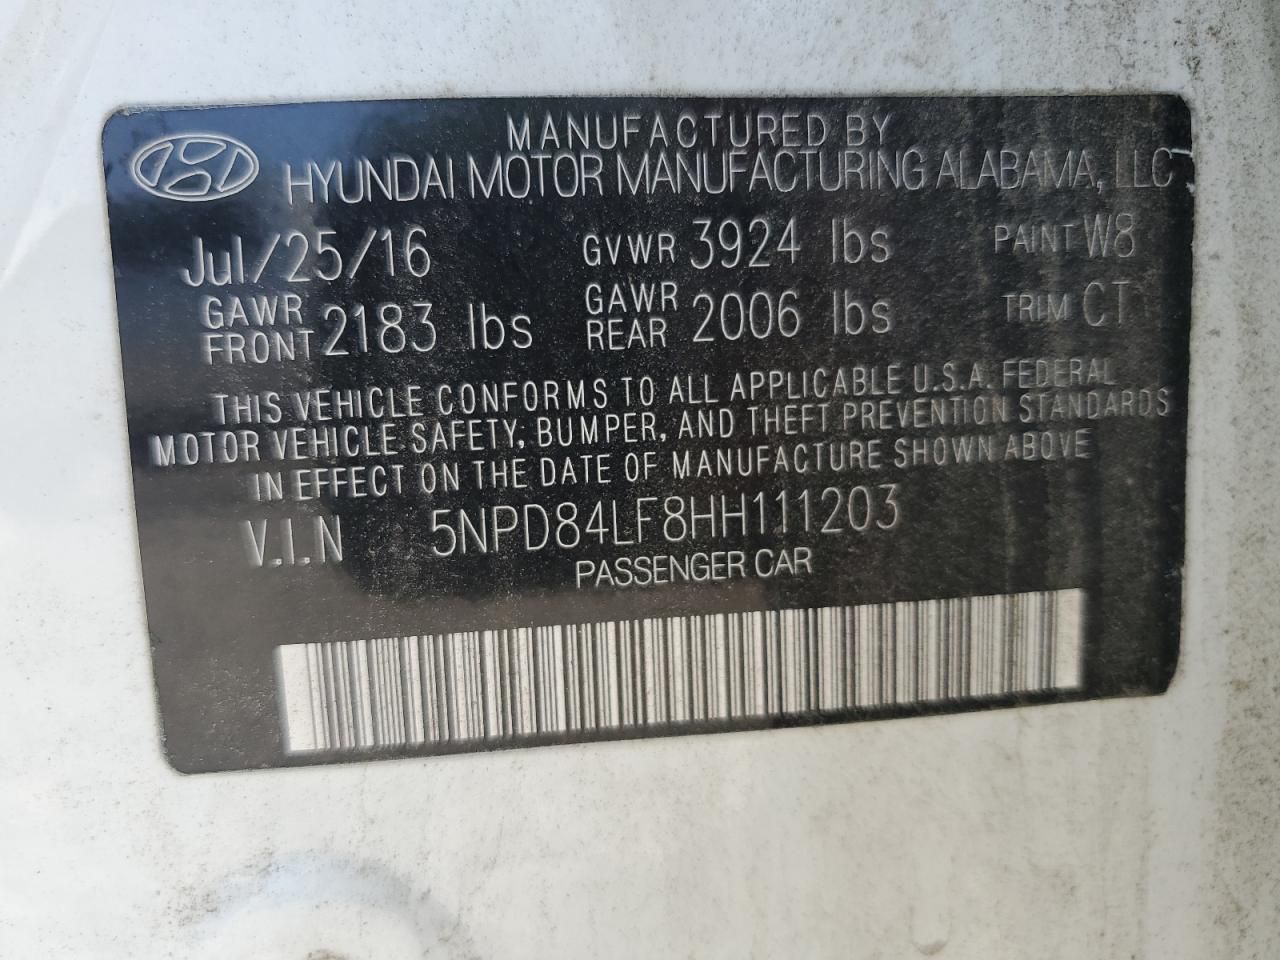 MANUFACTURED BY
HYUNDAI MOTOR MANUFACTURING ALABAMA, LLC
Jul/25/16 GVWR 3924 lbs PAINT W8
GAWR FRONT 2183 lbs GAWR REAR 2006 lbs TRIM CT
THIS VEHICLE CONFORMS TO ALL APPLICABLE U.S.A. FEDERAL
MOTOR VEHICLE SAFETY, BUMPER, AND THEFT PREVENTION STANDARDS
IN EFFECT ON THE DATE OF MANUFACTURE SHOWN ABOVE
V.I.N 5NPD84LF8HH111203
PASSENGER CAR